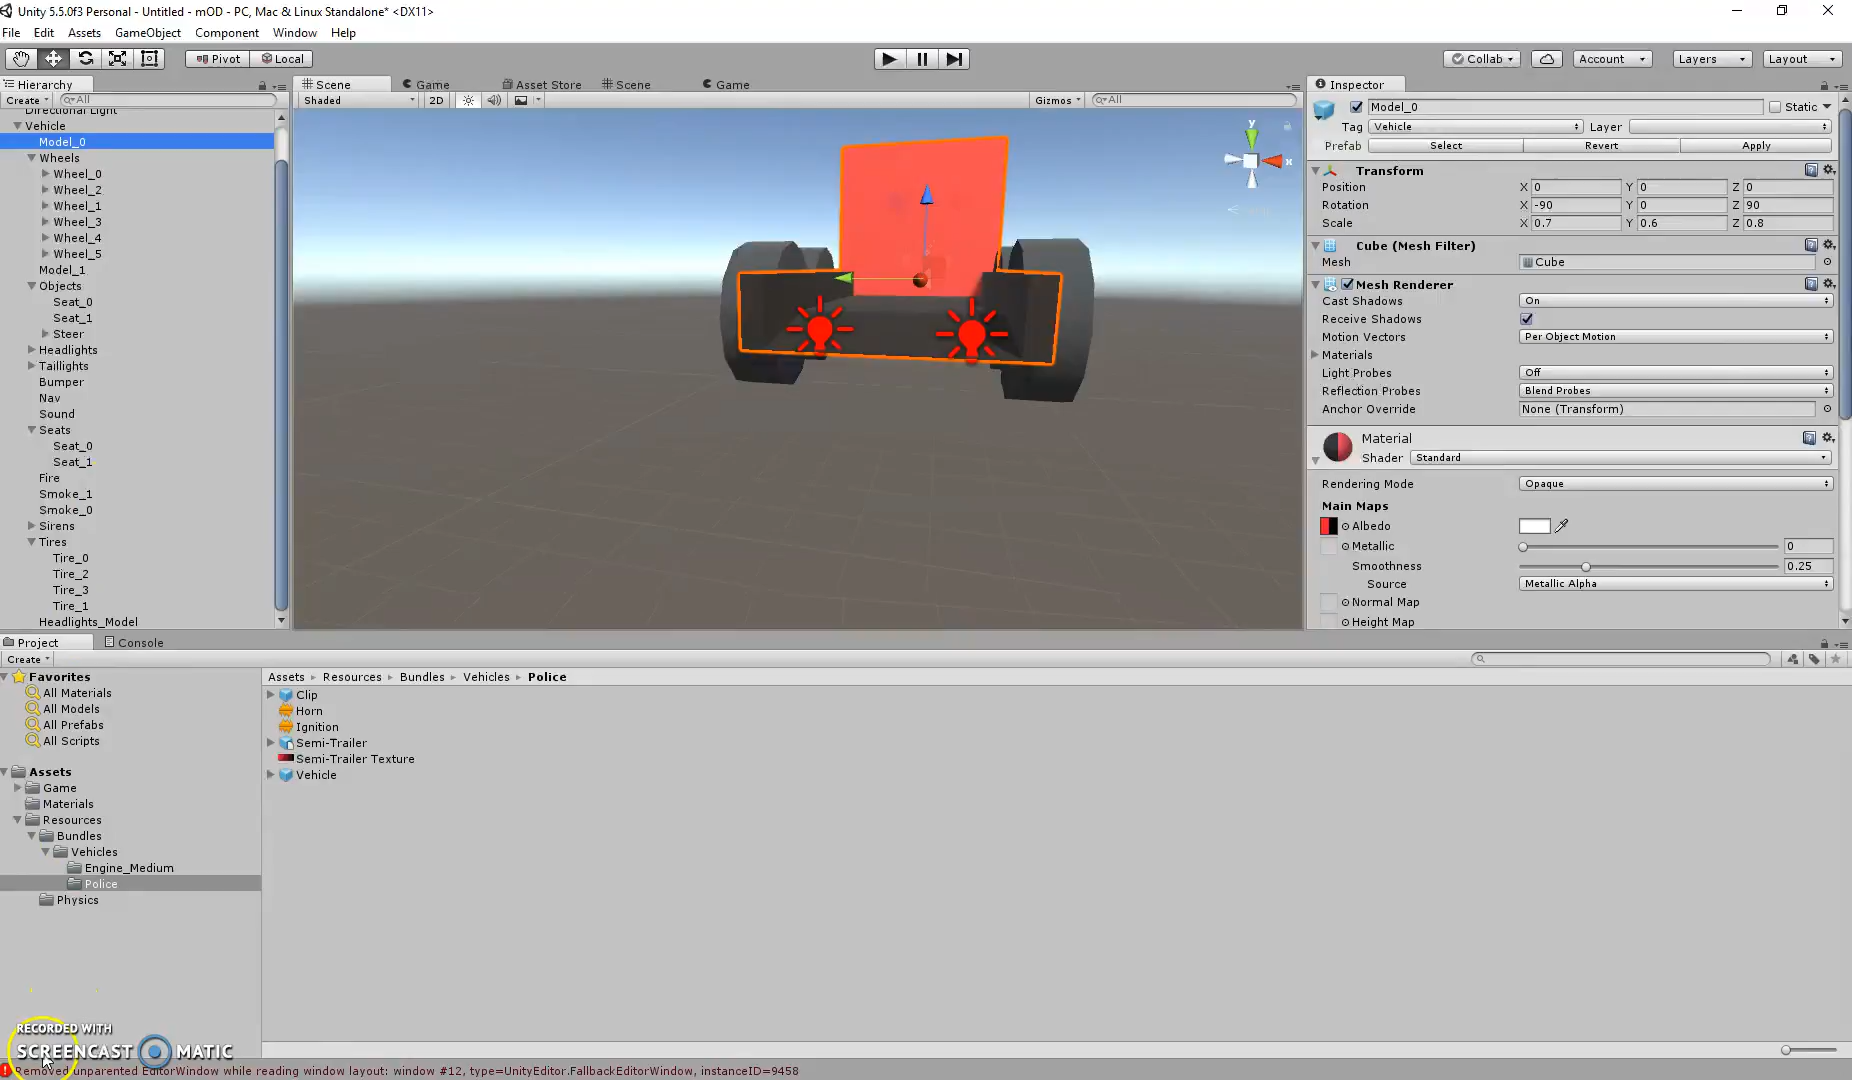 Unity 5.5.0f3 Personal - Untitled - mOD - PC, Mac & Linux Standalone* <DX11>
File Edit Assets GameObject Component Window Help
Pivot Local Collab Account Layers Layout
Hierarchy Scene Game Asset Store Scene Game Inspector
Create All Shaded 2D Gizmos All
Directional Light
Vehicle
Model_0
Wheels
Wheel_0
Wheel_2
Wheel_1
Wheel_3
Wheel_4
Wheel_5
Model_1
Objects
Seat_0
Seat_1
Steer
Headlights
Taillights
Bumper
Nav
Sound
Seats
Seat_0
Seat_1
Fire
Smoke_1
Smoke_0
Sirens
Tires
Tire_0
Tire_2
Tire_3
Tire_1
Headlights_Model
y
x
Model_0 Static
Tag Vehicle Layer
Prefab Select Revert Apply
Transform
Position X 0 Y 0 Z 0
Rotation X -90 Y 0 Z 90
Scale X 0.7 Y 0.6 Z 0.8
Cube (Mesh Filter)
Mesh Cube
Mesh Renderer
Cast Shadows On
Receive Shadows
Motion Vectors Per Object Motion
Materials
Light Probes Off
Reflection Probes Blend Probes
Anchor Override None (Transform)
Material
Shader Standard
Rendering Mode Opaque
Main Maps
Albedo
Metallic 0
Smoothness 0.25
Source Metallic Alpha
Normal Map
Height Map
Project Console
Create
Favorites
All Materials
All Models
All Prefabs
All Scripts
Assets
Game
Materials
Resources
Bundles
Vehicles
Engine_Medium
Police
Physics
Assets Resources Bundles Vehicles Police
Clip
Horn
Ignition
Semi-Trailer
Semi-Trailer Texture
Vehicle
RECORDED WITH
SCREENCAST MATIC
Removed unparented EditorWindow while reading window layout: window #12, type=UnityEditor.FallbackEditorWindow, instanceID=9458